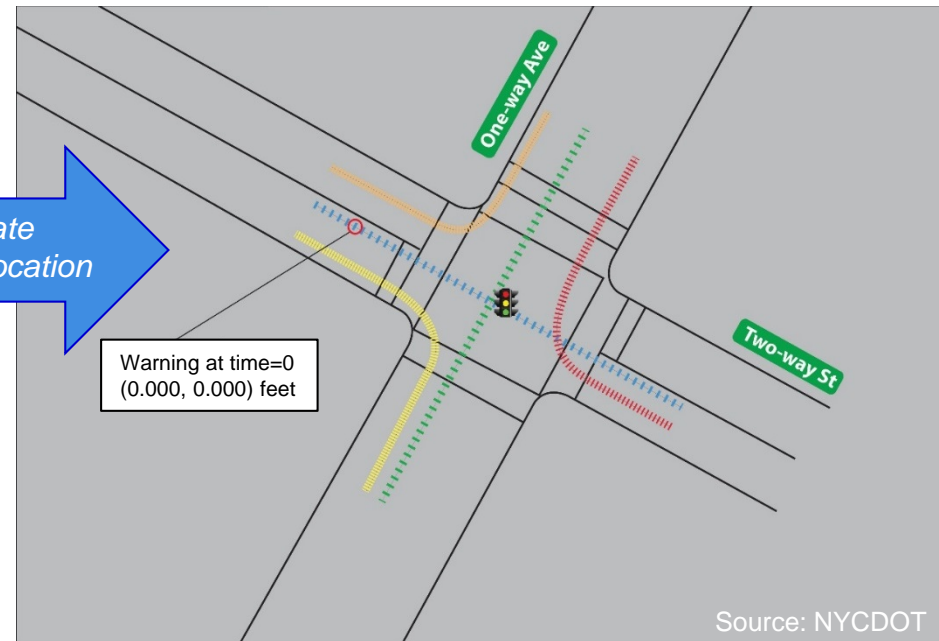 One-way Ave
ate
ocation
Warning at time=0
(0.000, 0.000) feet
Two-way St
Source: NYCDOT